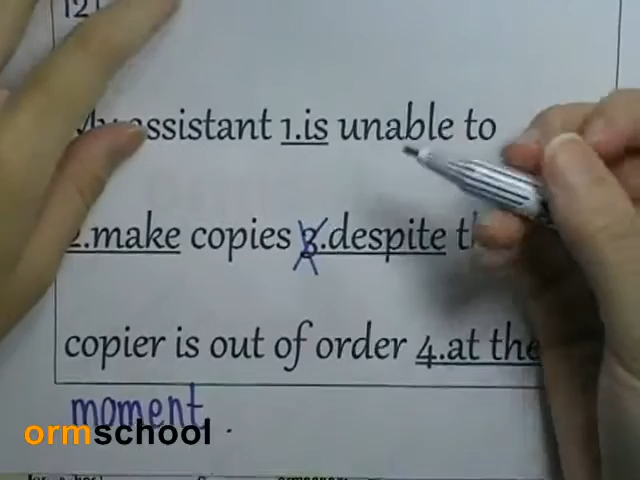 12
assistant 1.is unable to
2.make copies 3.despite
copier is out of order 4.at the
moment.
ormschool